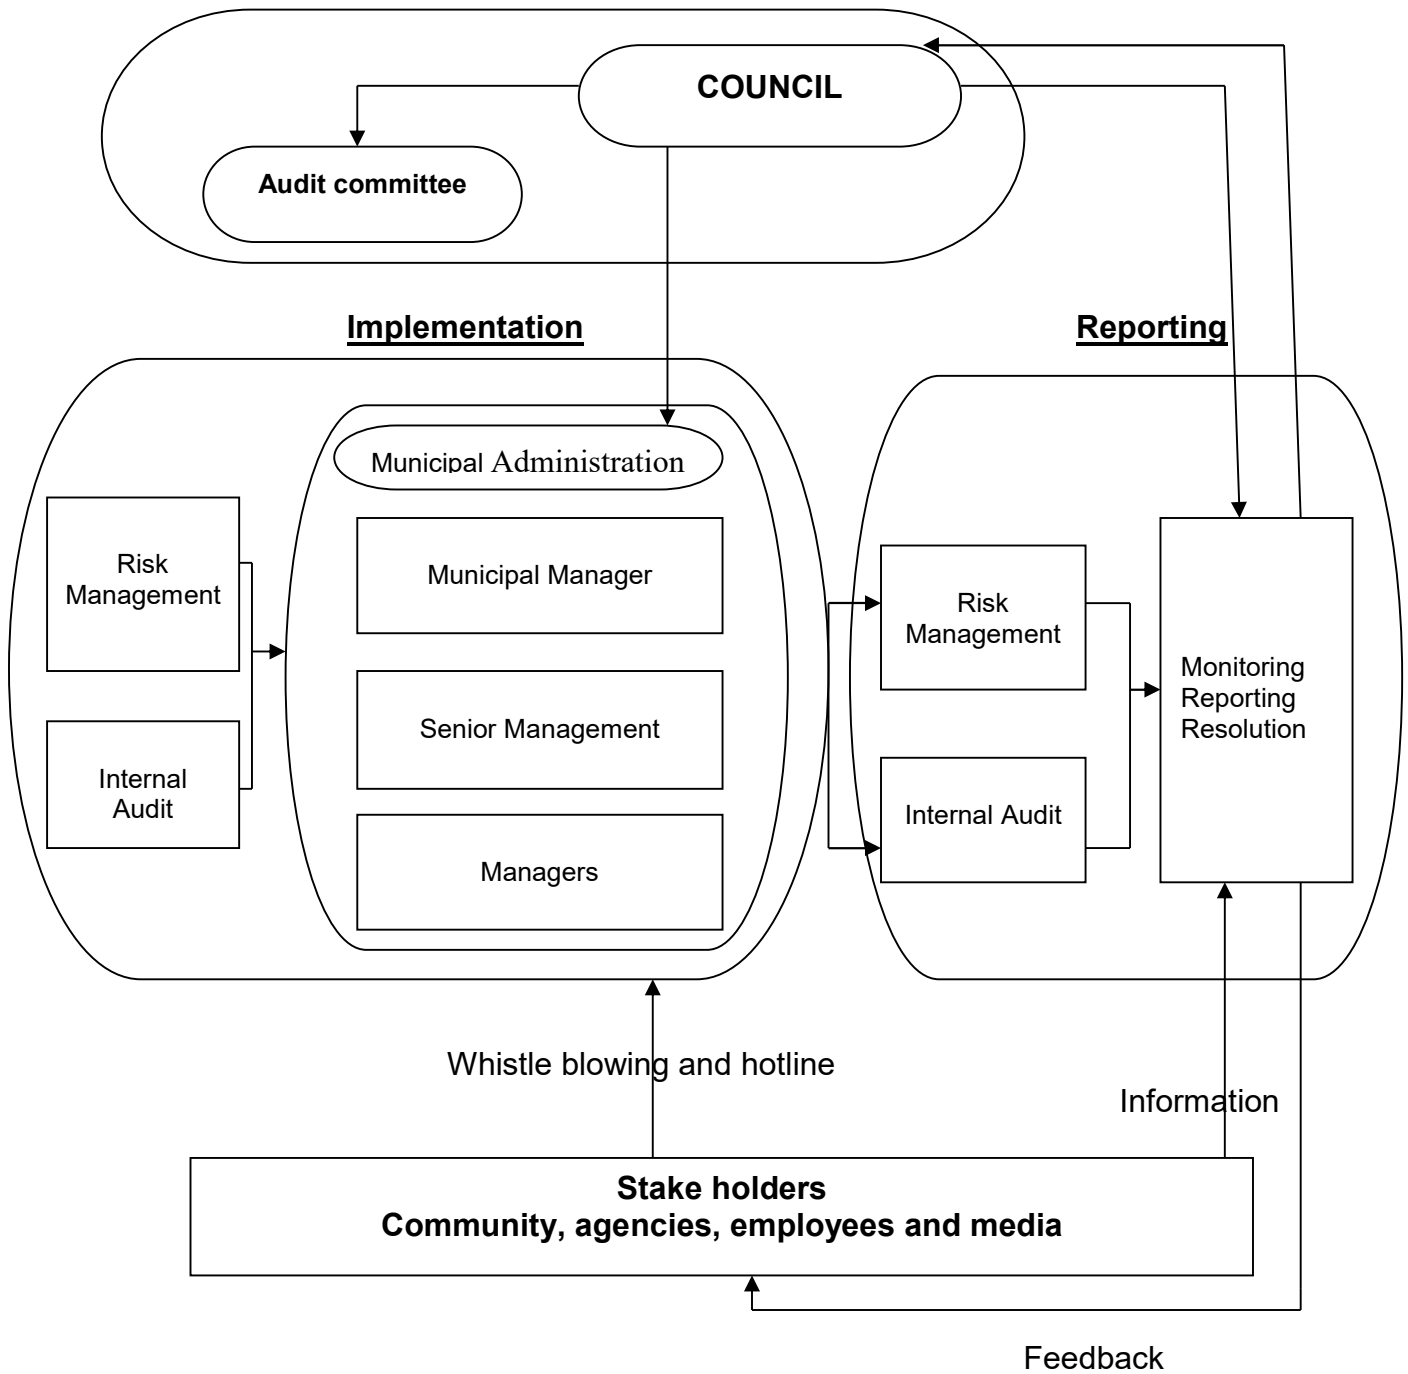 COUNCIL
Audit committee
Implementation
Reporting
Municipal Administration
Risk
Management
Internal
Audit
Municipal Manager
Senior Management
Managers
Risk
Management
Internal Audit
Monitoring
Reporting
Resolution
Whistle blowing and hotline
Information
Stake holders
Community, agencies, employees and media
Feedback